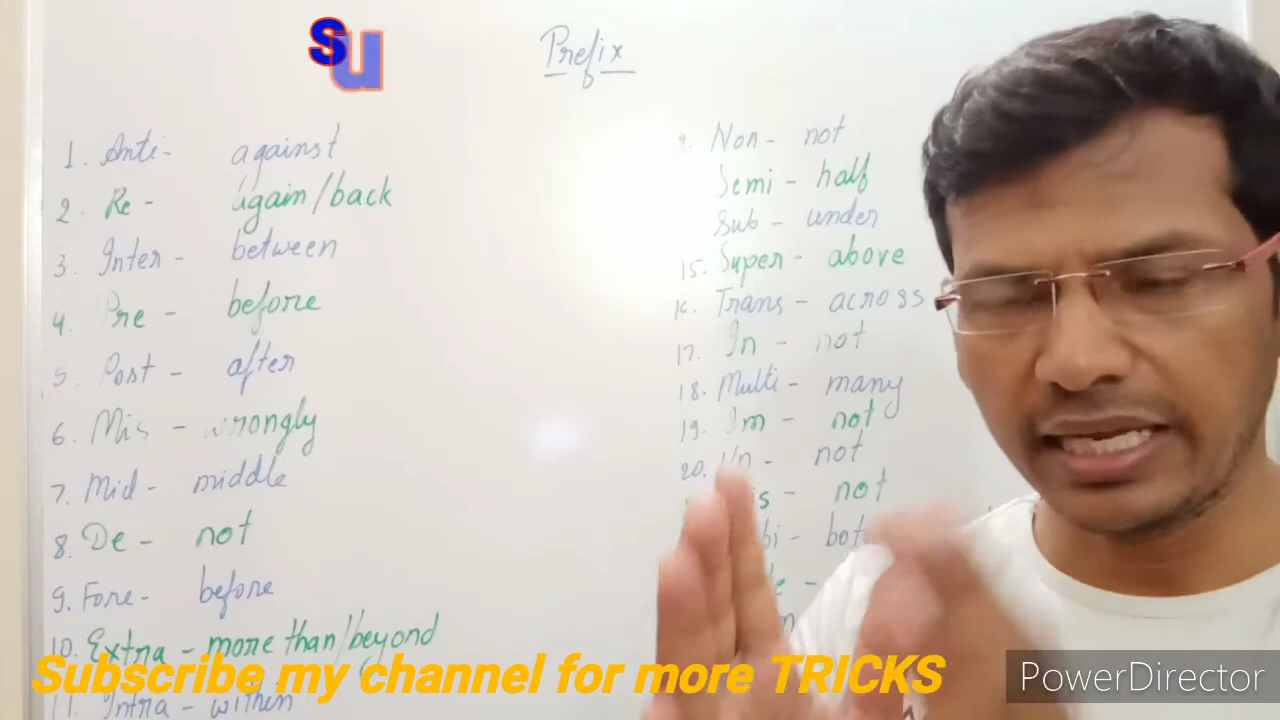 SU
Prefix
1. Anti- against
2. Re - again/back
3. Inter - between
4. Pre - before
5. Post - after
6. Mis - wrongly
7. Mid - middle
8. De - not
9. Fore- before
10. Extra - more than/beyond
11. Intra - within
Non - not
Semi - half
Sub - under
15. Super - above
16. Trans - across
17. In - not
18. Multi - many
19. Im - not
20. Un - not
- not
Subscribe my channel for more TRICKS
PowerDirector